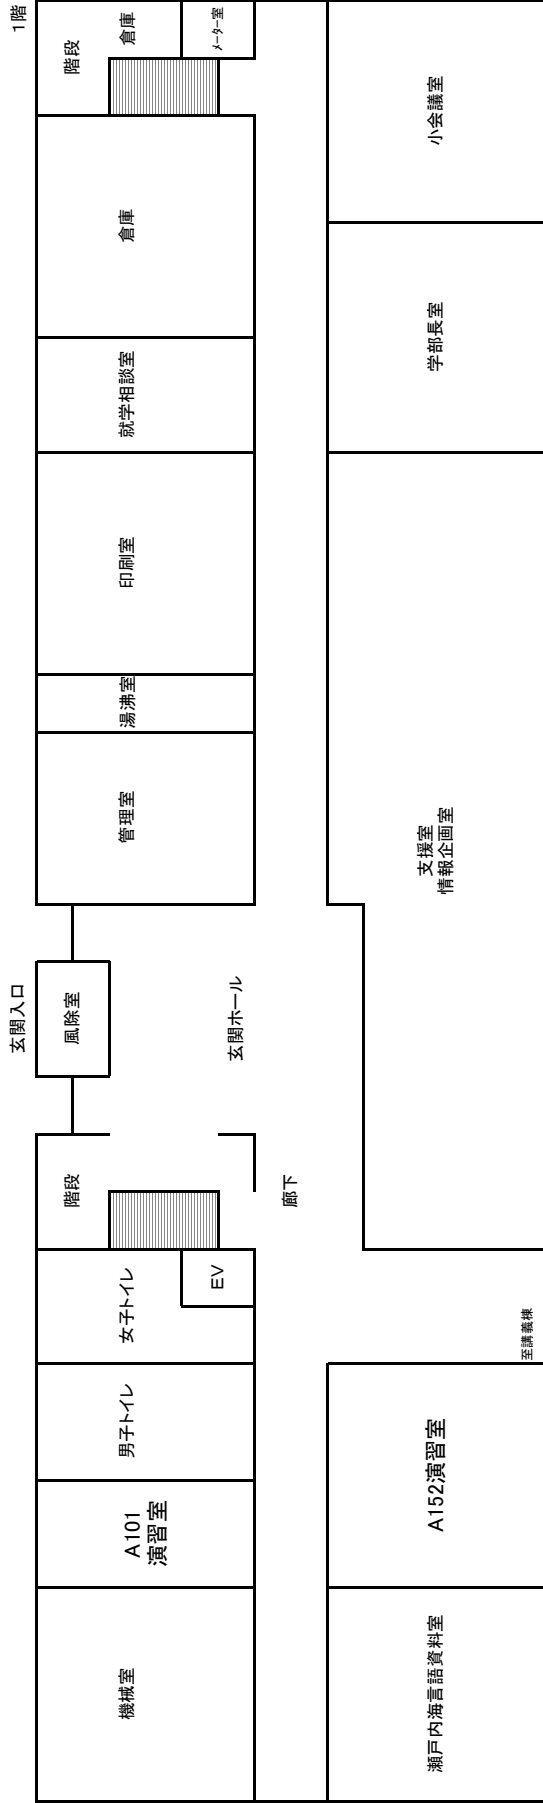 1階
機械室
A101
演習室
男子トイレ
女子トイレ
EV
階段
玄関入口
風除室
玄関ホール
管理室
湯沸室
印刷室
就学相談室
倉庫
階段
倉庫
メーター室
廊下
瀬戸内海言語資料室
A152演習室
至講義棟
支援室
情報企画室
学部長室
小会議室